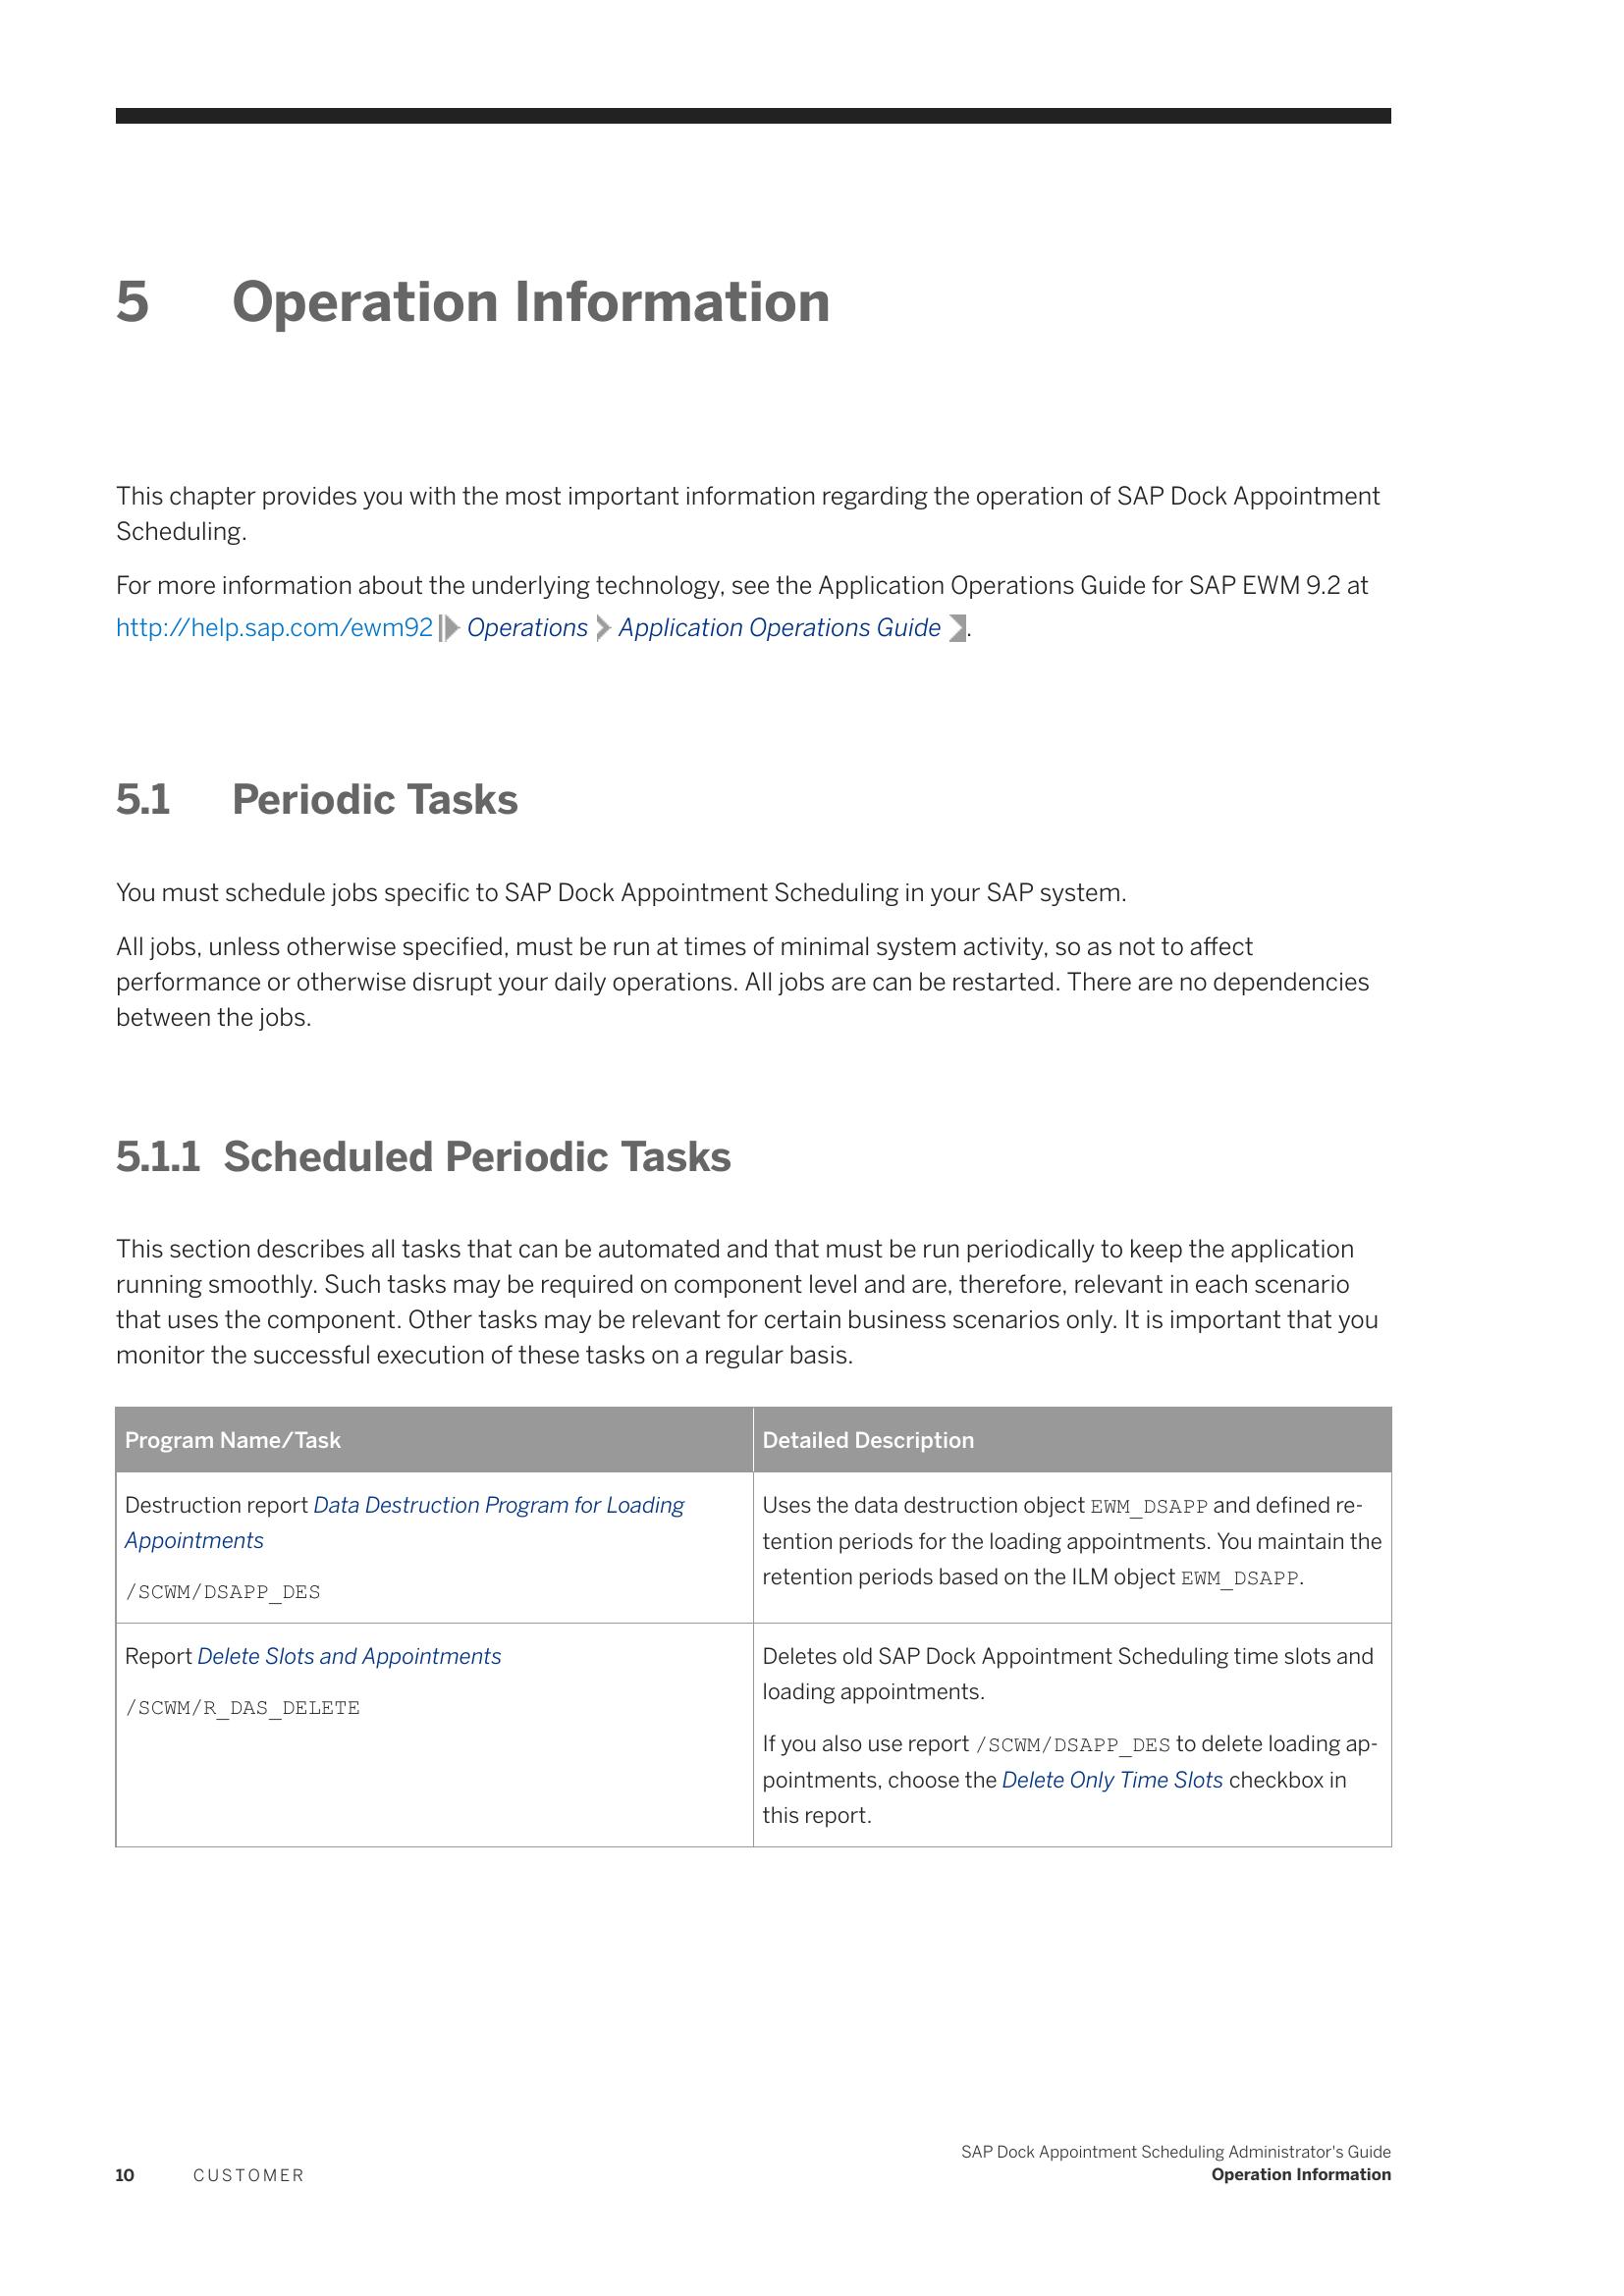 5 Operation Information
This chapter provides you with the most important information regarding the operation of SAP Dock Appointment
Scheduling.
For more information about the underlying technology, see the Application Operations Guide for SAP EWM 9.2 at
http://help.sap.com/ewm92 Operations Application Operations Guide .
5.1 Periodic Tasks
You must schedule jobs specific to SAP Dock Appointment Scheduling in your SAP system.
All jobs, unless otherwise specified, must be run at times of minimal system activity, so as not to affect
performance or otherwise disrupt your daily operations. All jobs are can be restarted. There are no dependencies
between the jobs.
5.1.1 Scheduled Periodic Tasks
This section describes all tasks that can be automated and that must be run periodically to keep the application
running smoothly. Such tasks may be required on component level and are, therefore, relevant in each scenario
that uses the component. Other tasks may be relevant for certain business scenarios only. It is important that you
monitor the successful execution of these tasks on a regular basis.
Program Name/Task
Detailed Description
Destruction report Data Destruction Program for Loading
Appointments
/SCWM/DSAPP_DES
Uses the data destruction object EWM_DSAPP and defined re-
tention periods for the loading appointments. You maintain the
retention periods based on the ILM object EWM_DSAPP.
Report Delete Slots and Appointments
/SCWM/R_DAS_DELETE
Deletes old SAP Dock Appointment Scheduling time slots and
loading appointments.
If you also use report /SCWM/DSAPP_DES to delete loading ap-
pointments, choose the Delete Only Time Slots checkbox in
this report.
SAP Dock Appointment Scheduling Administrator's Guide
10 CUSTOMER Operation Information